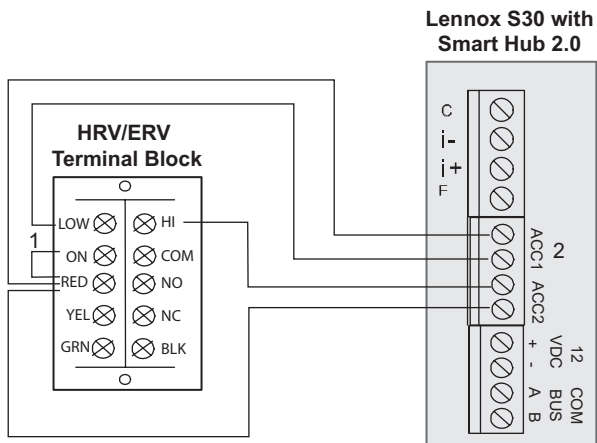 Lennox S30 with
Smart Hub 2.0
HRV/ERV
Terminal Block
LOW
HI
1
ON
COM
RED
NO
YEL
NC
GRN
BLK
C
i-
i+
F
ACC1
2
ACC2
+
-
12
VDC
A
B
BUS
COM